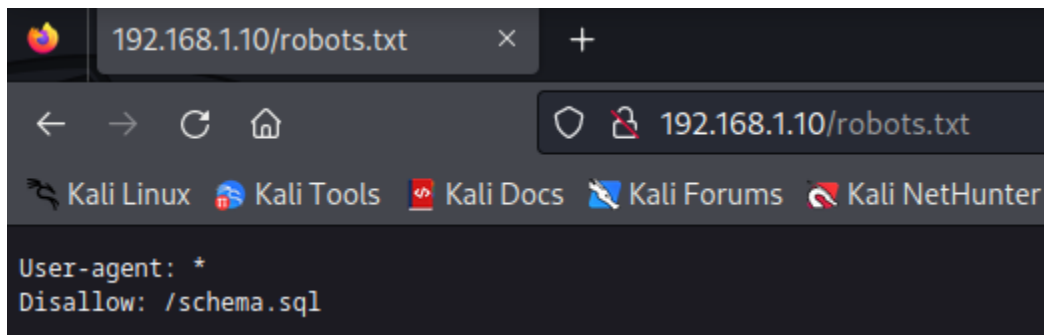 192.168.1.10/robots.txt
192.168.1.10/robots.txt
Kali Linux Kali Tools Kali Docs Kali Forums Kali NetHunter
User-agent: *
Disallow: /schema.sql